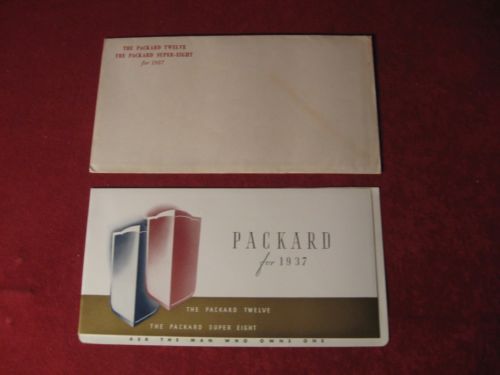 THE PACKARD TWELVE
THE PACKARD SUPER-EIGHT
for 1937
PACKARD
for 1937
THE PACKARD TWELVE
THE PACKARD SUPER EIGHT
ASK THE MAN WHO OWNS ONE